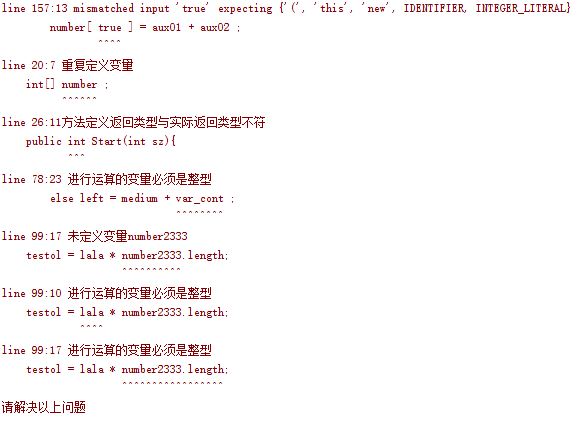 line 157:13 mismatched input 'true' expecting {'(', 'this', 'new', IDENTIFIER, INTEGER_LITERAL}
number[ true ] = aux01 + aux02 ;
^^^^
line 20:7 重复定义变量
int[] number ;
^^^^^^
line 26:11方法定义返回类型与实际返回类型不符
public int Start(int sz){
^^^
line 78:23 进行运算的变量必须是整型
else left = medium + var_cont ;
^^^^^^^^
line 99:17 未定义变量number2333
testol = lala * number2333.length;
^^^^^^^^^^
line 99:10 进行运算的变量必须是整型
testol = lala * number2333.length;
^^^^
line 99:17 进行运算的变量必须是整型
testol = lala * number2333.length;
^^^^^^^^^^^^^^^^^
请解决以上问题